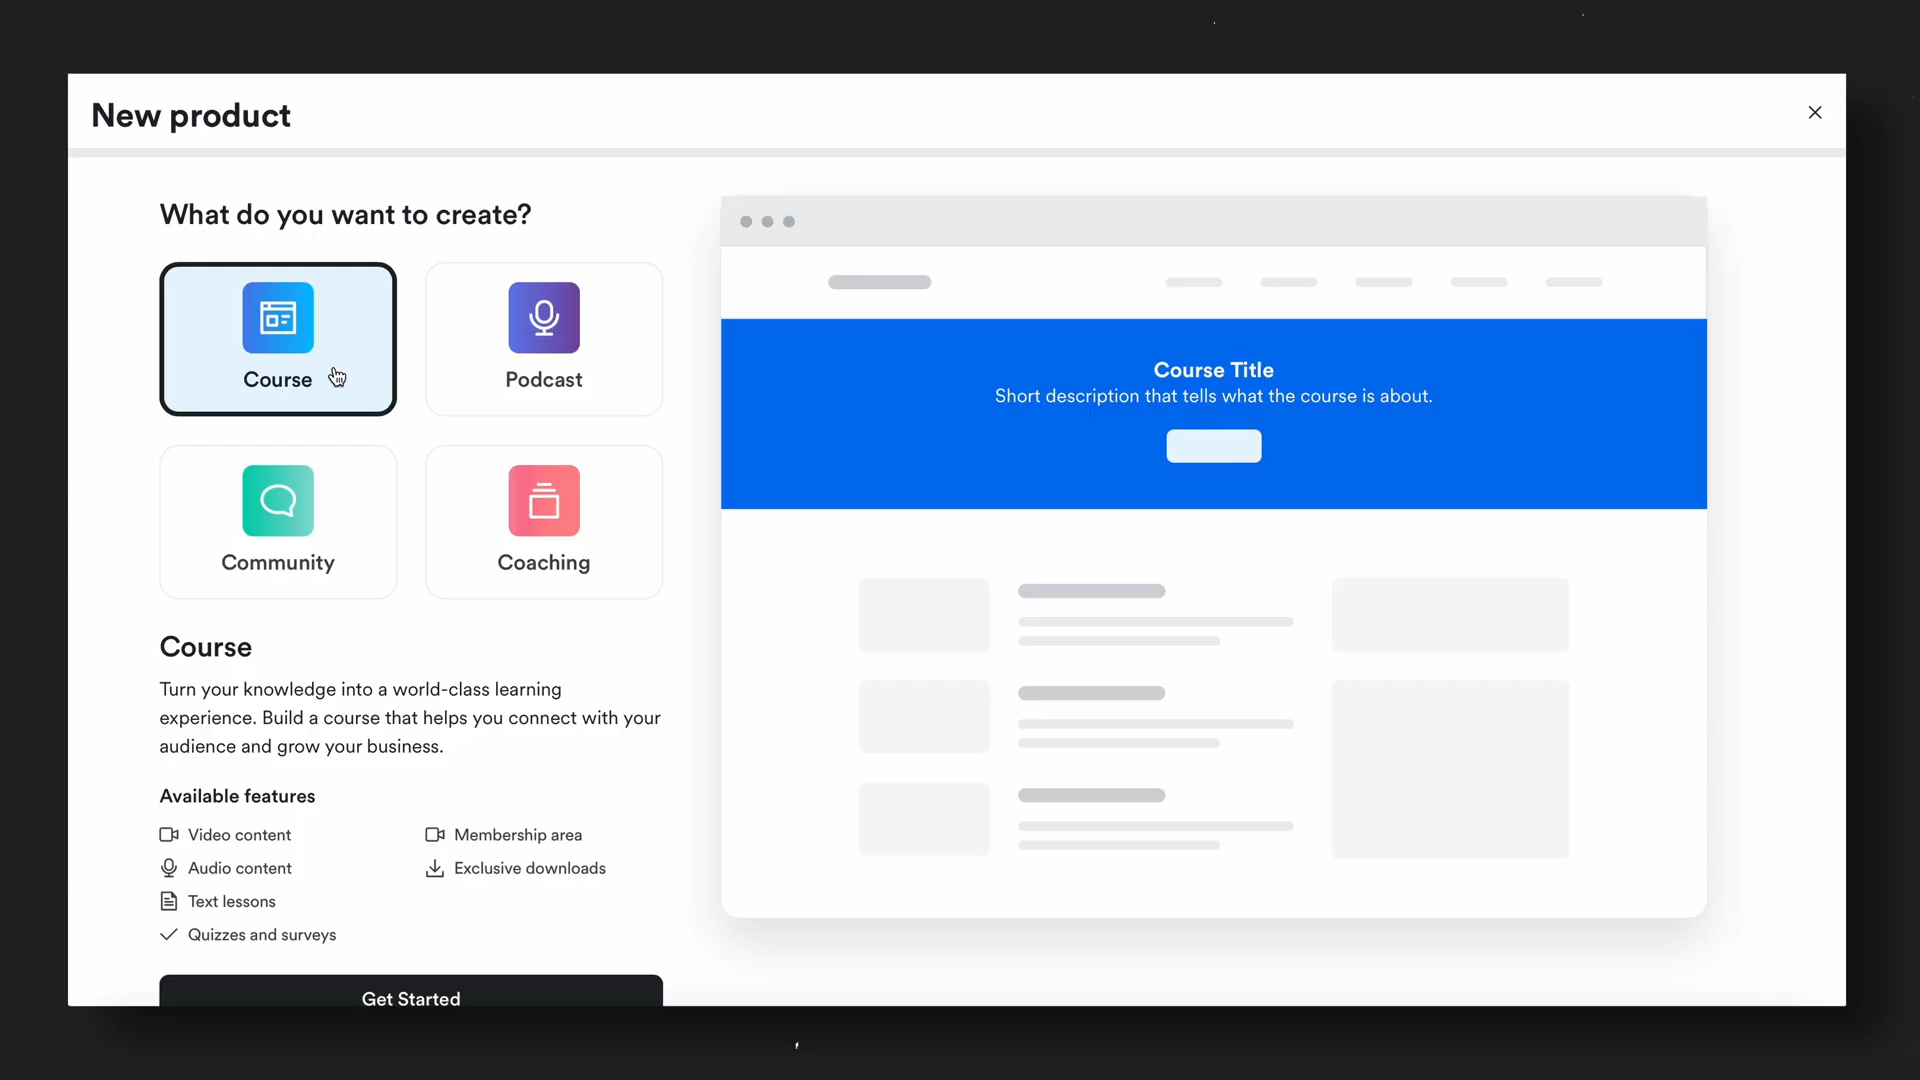 New product
What do you want to create?
Course
Podcast
Community
Coaching
Course
Turn your knowledge into a world-class learning
experience. Build a course that helps you connect with your
audience and grow your business.
Available features
Video content
Membership area
Audio content
Exclusive downloads
Text lessons
Quizzes and surveys
Get Started
Course Title
Short description that tells what the course is about.